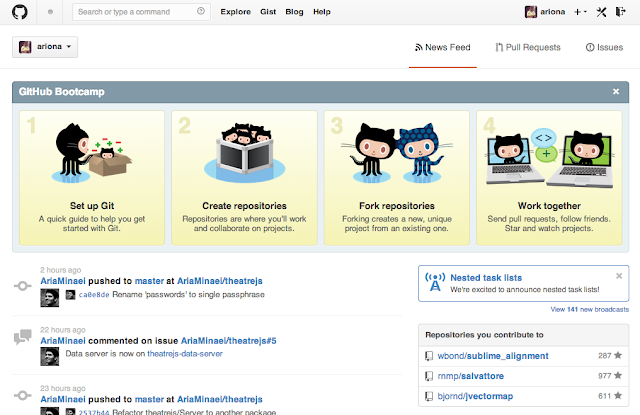 Search or type a command
Explore
Gist
Blog
Help
ariona
ariona
News Feed
Pull Requests
Issues
GitHub Bootcamp
1
Set up Git
A quick guide to help you get
started with Git.
2
Create repositories
Repositories are where you'll work
and collaborate on projects.
3
Fork repositories
Forking creates a new, unique
project from an existing one.
4
Work together
Send pull requests, follow friends.
Star and watch projects.
2 hours ago
AriaMinaei pushed to master at AriaMinaei/theatrejs
ca0e8de Rename 'passwords' to single passphrase
22 hours ago
AriaMinaei commented on issue AriaMinaei/theatrejs#5
Data server is now on theatrejs-data-server
23 hours ago
AriaMinaei pushed to master at AriaMinaei/theatrejs
2537b44 Refactor theatrejs/Server to another package
Nested task lists
We're excited to announce nested task lists!
View 141 new broadcasts
Repositories you contribute to
wbond/sublime_alignment 287
rnmp/salvattore 977
bjornd/jvectormap 611